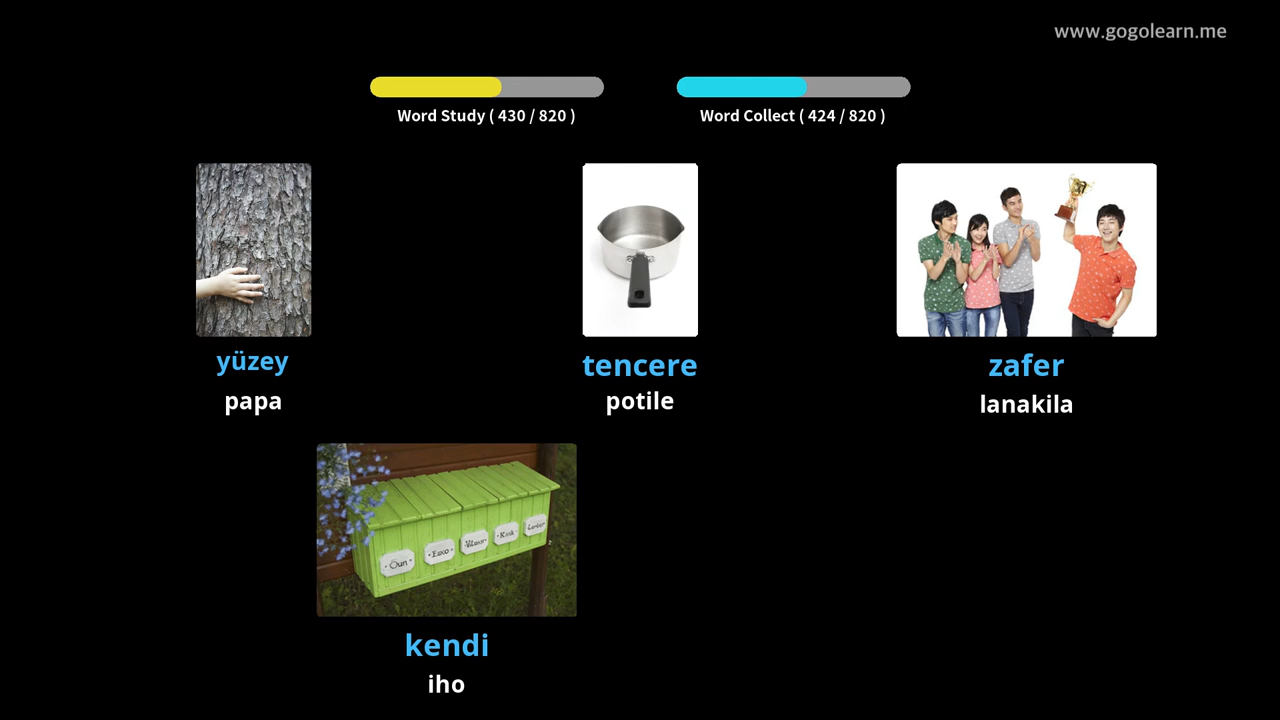 www.gogolearn.me
Word Study ( 430 / 820 )
Word Collect ( 424 / 820 )
yüzey
papa
tencere
potile
zafer
lanakila
Õun
kendi
iho